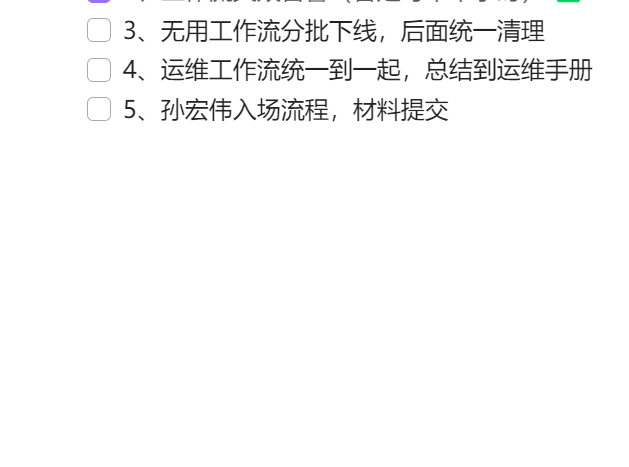 3、无用工作流分批下线，后面统一清理
4、运维工作流统一到一起，总结到运维手册
5、孙宏伟入场流程，材料提交